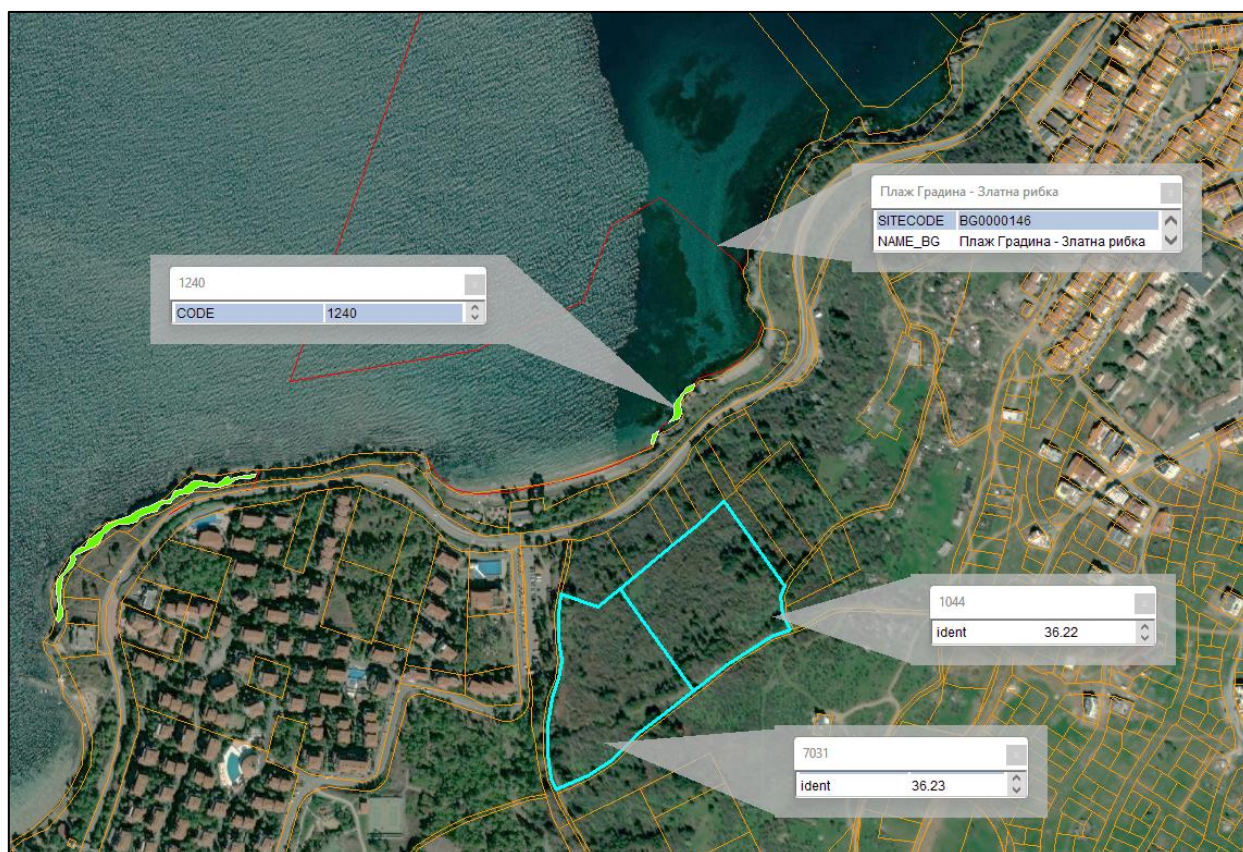 Плаж Градина - Златна рибка
SITECODE BG0000146
NAME_BG Плаж Градина - Златна рибка
1240
CODE 1240
1044
ident 36.22
7031
ident 36.23